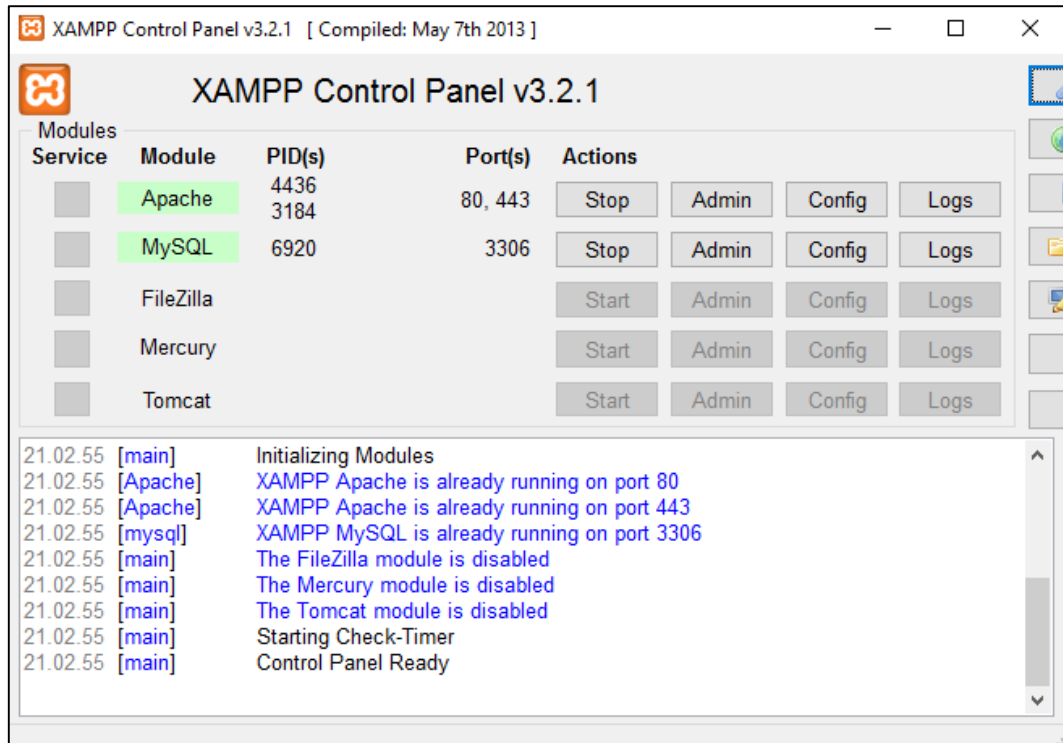 XAMPP Control Panel v3.2.1 [ Compiled: May 7th 2013 ]
XAMPP Control Panel v3.2.1
Modules
Service Module PID(s) Port(s) Actions
Apache 4436 3184 80, 443 Stop Admin Config Logs
MySQL 6920 3306 Stop Admin Config Logs
FileZilla Start Admin Config Logs
Mercury Start Admin Config Logs
Tomcat Start Admin Config Logs
21.02.55 [main] Initializing Modules
21.02.55 [Apache] XAMPP Apache is already running on port 80
21.02.55 [Apache] XAMPP Apache is already running on port 443
21.02.55 [mysql] XAMPP MySQL is already running on port 3306
21.02.55 [main] The FileZilla module is disabled
21.02.55 [main] The Mercury module is disabled
21.02.55 [main] The Tomcat module is disabled
21.02.55 [main] Starting Check-Timer
21.02.55 [main] Control Panel Ready